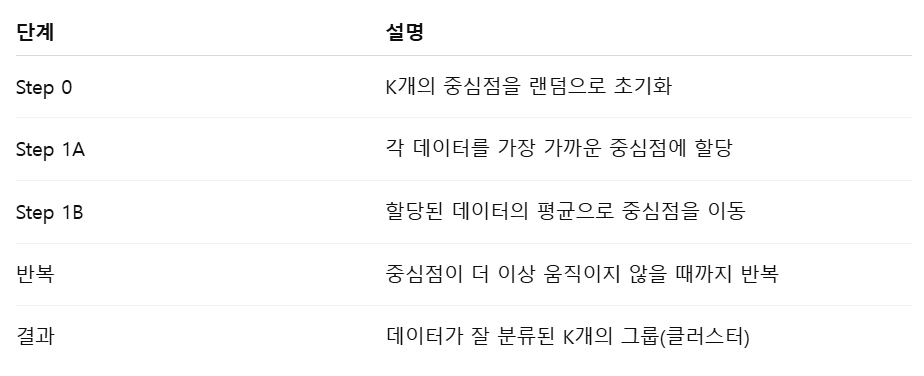 단계 설명
Step 0 K개의 중심점을 랜덤으로 초기화
Step 1A 각 데이터를 가장 가까운 중심점에 할당
Step 1B 할당된 데이터의 평균으로 중심점을 이동
반복 중심점이 더 이상 움직이지 않을 때까지 반복
결과 데이터가 잘 분류된 K개의 그룹(클러스터)